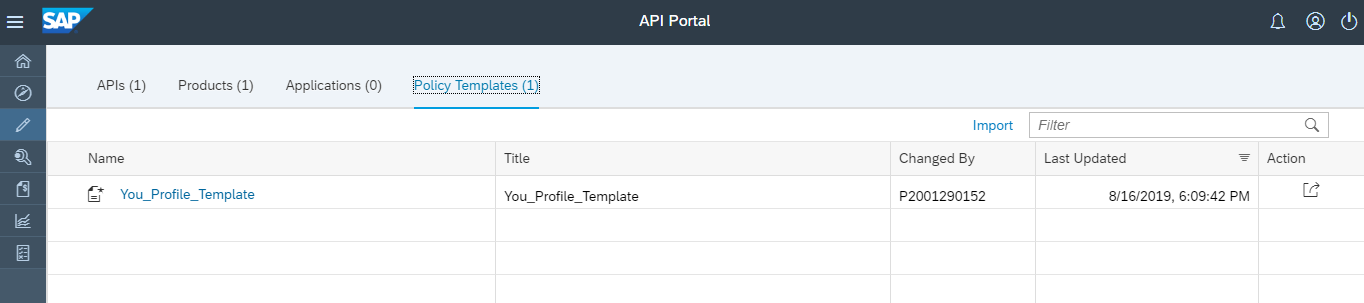 SAP API Portal
APIs (1) Products (1) Applications (0) Policy Templates (1)
Import Filter
Name Title Changed By Last Updated Action
You_Profile_Template You_Profile_Template P2001290152 8/16/2019, 6:09:42 PM